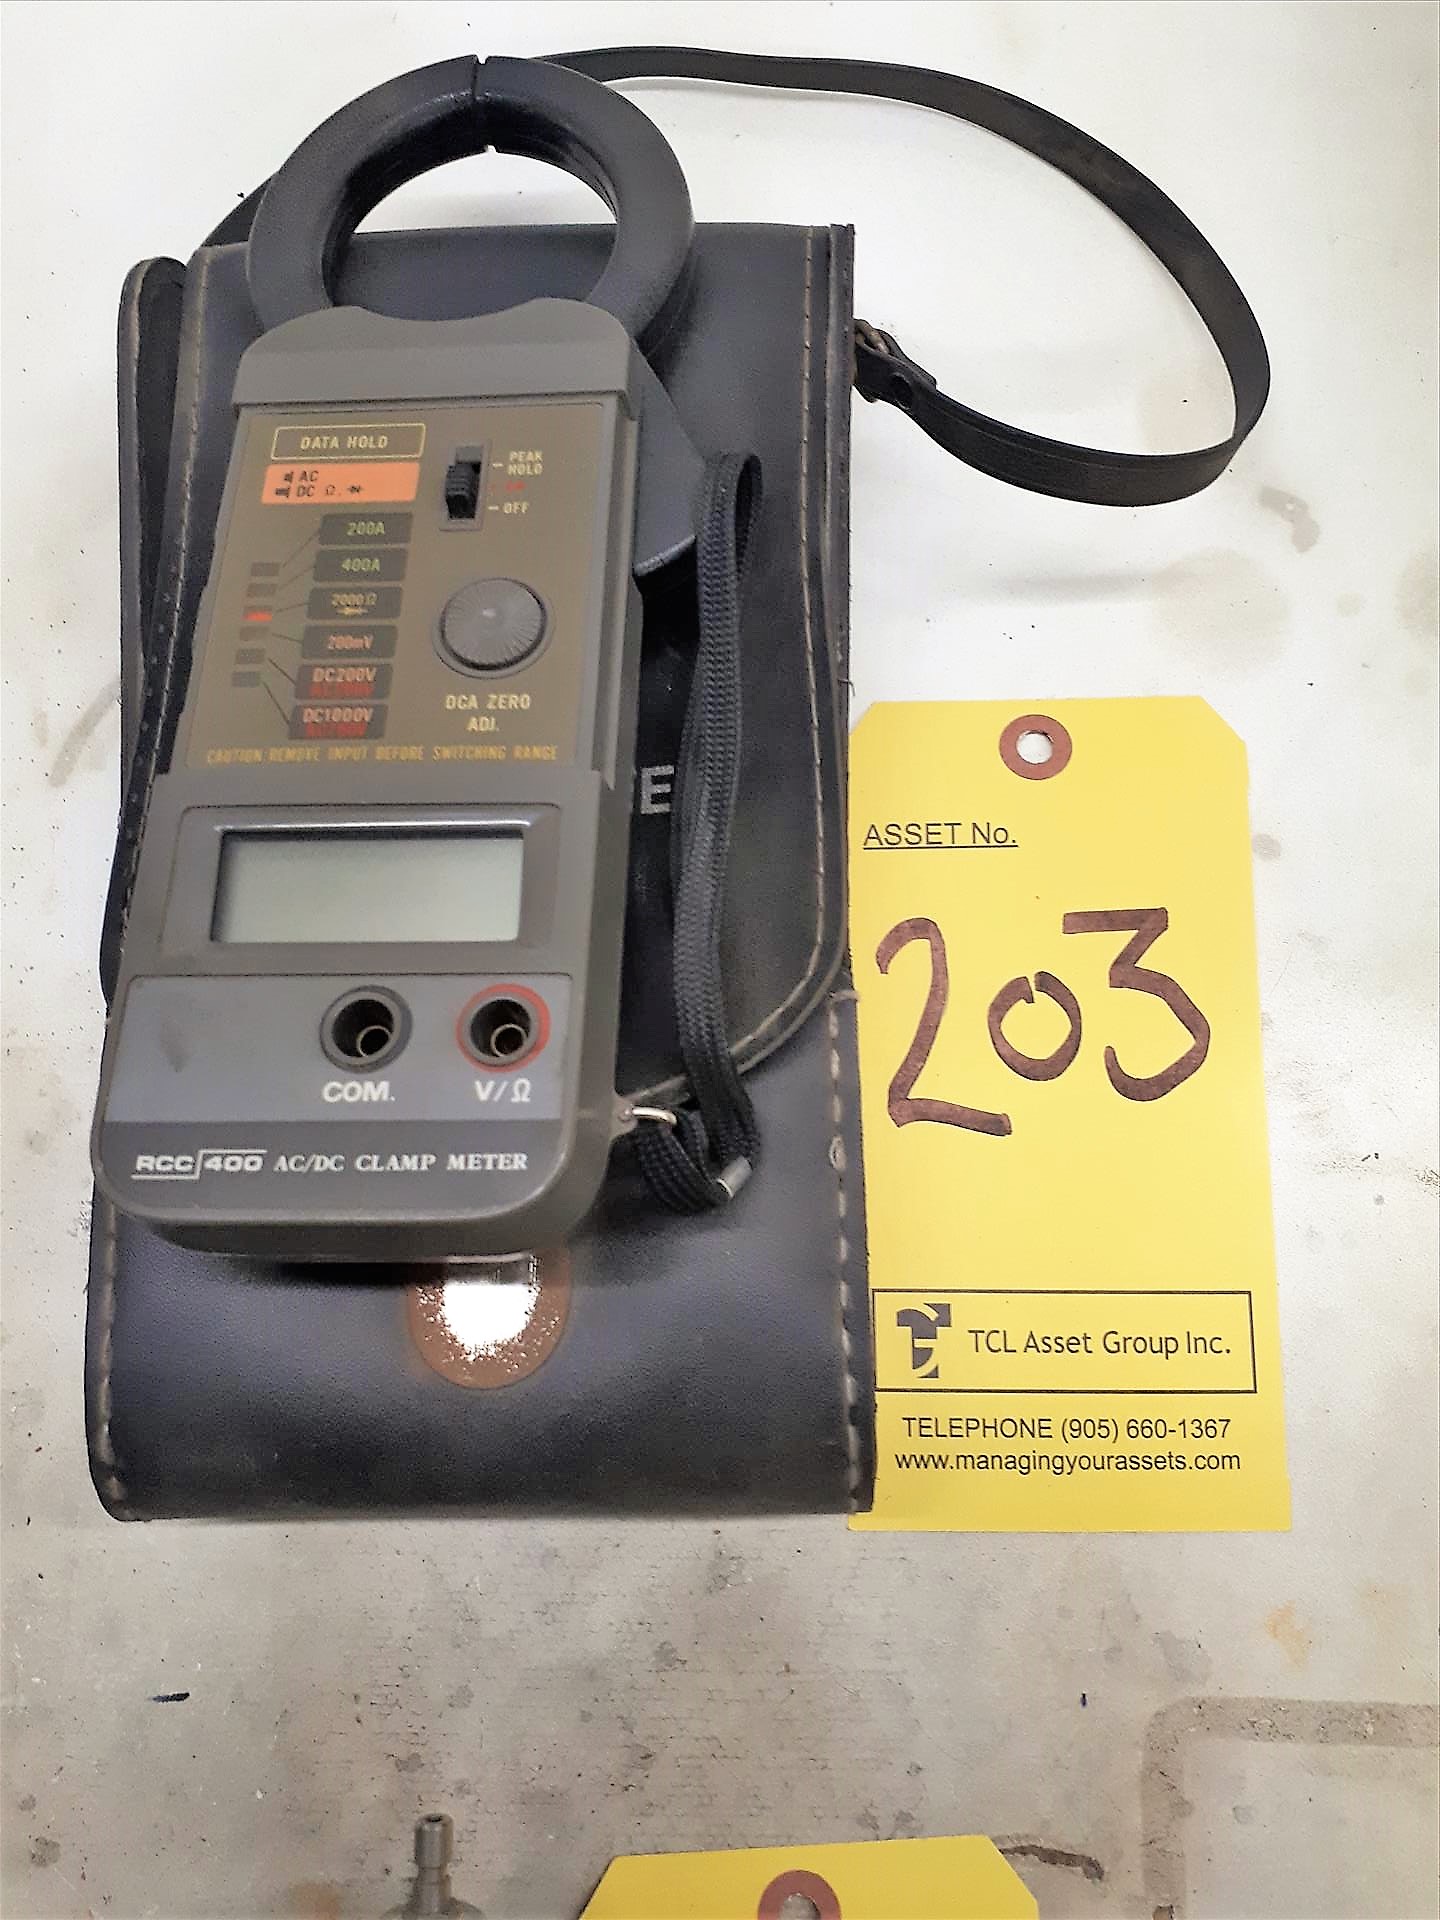 DATA HOLD
AC
DC Ω.
PEAK
HOLD
OFF
200A
400A
2000Ω
200mV
DC200V
DC1000V
DCA ZERO
ADJ.
CAUTION:REMOVE INPUT BEFORE SWITCHING RANGE
COM.
V/Ω
RCC 400 AC/DC CLAMP METER
ASSET No.
203
TCL Asset Group Inc.
TELEPHONE (905) 660-1367
www.managingyourassets.com